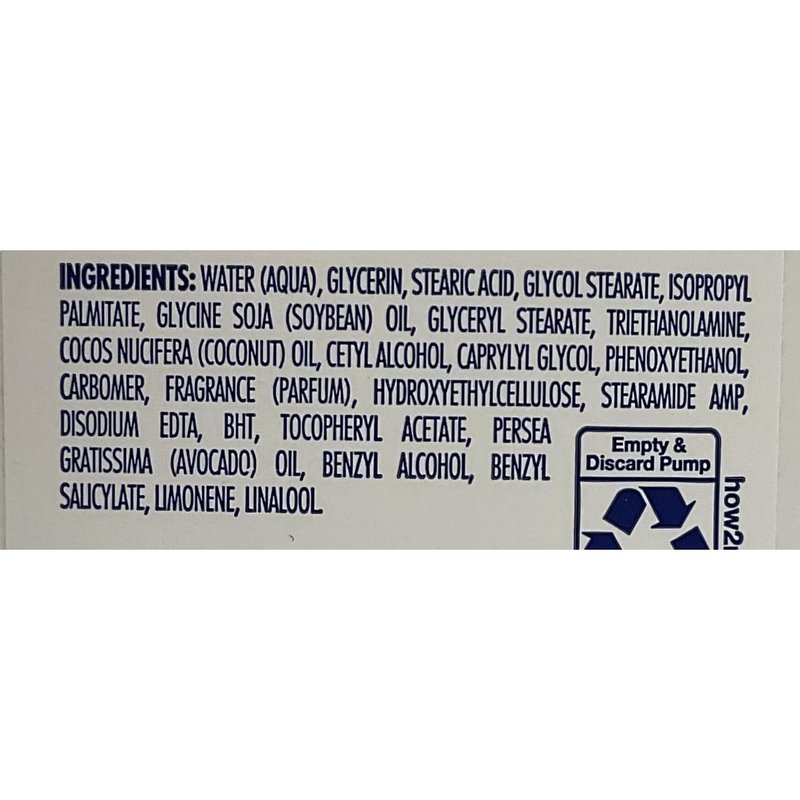 INGREDIENTS: WATER (AQUA), GLYCERIN, STEARIC ACID, GLYCOL STEARATE, ISOPROPYL
PALMITATE, GLYCINE SOJA (SOYBEAN) OIL, GLYCERYL STEARATE, TRIETHANOLAMINE,
COCOS NUCIFERA (COCONUT) OIL, CETYL ALCOHOL, CAPRYLYL GLYCOL, PHENOXYETHANOL,
CARBOMER, FRAGRANCE (PARFUM), HYDROXYETHYLCELLULOSE, STEARAMIDE AMP,
DISODIUM EDTA, BHT, TOCOPHERYL ACETATE, PERSEA
GRATISSIMA (AVOCADO) OIL, BENZYL ALCOHOL, BENZYL
SALICYLATE, LIMONENE, LINALOOL.
Empty &
Discard Pump